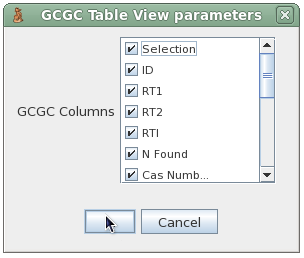 GCGC Table View parameters
Selection
ID
RT1
RT2
GCGC Columns
RTI
N Found
Cas Numb...
Cancel